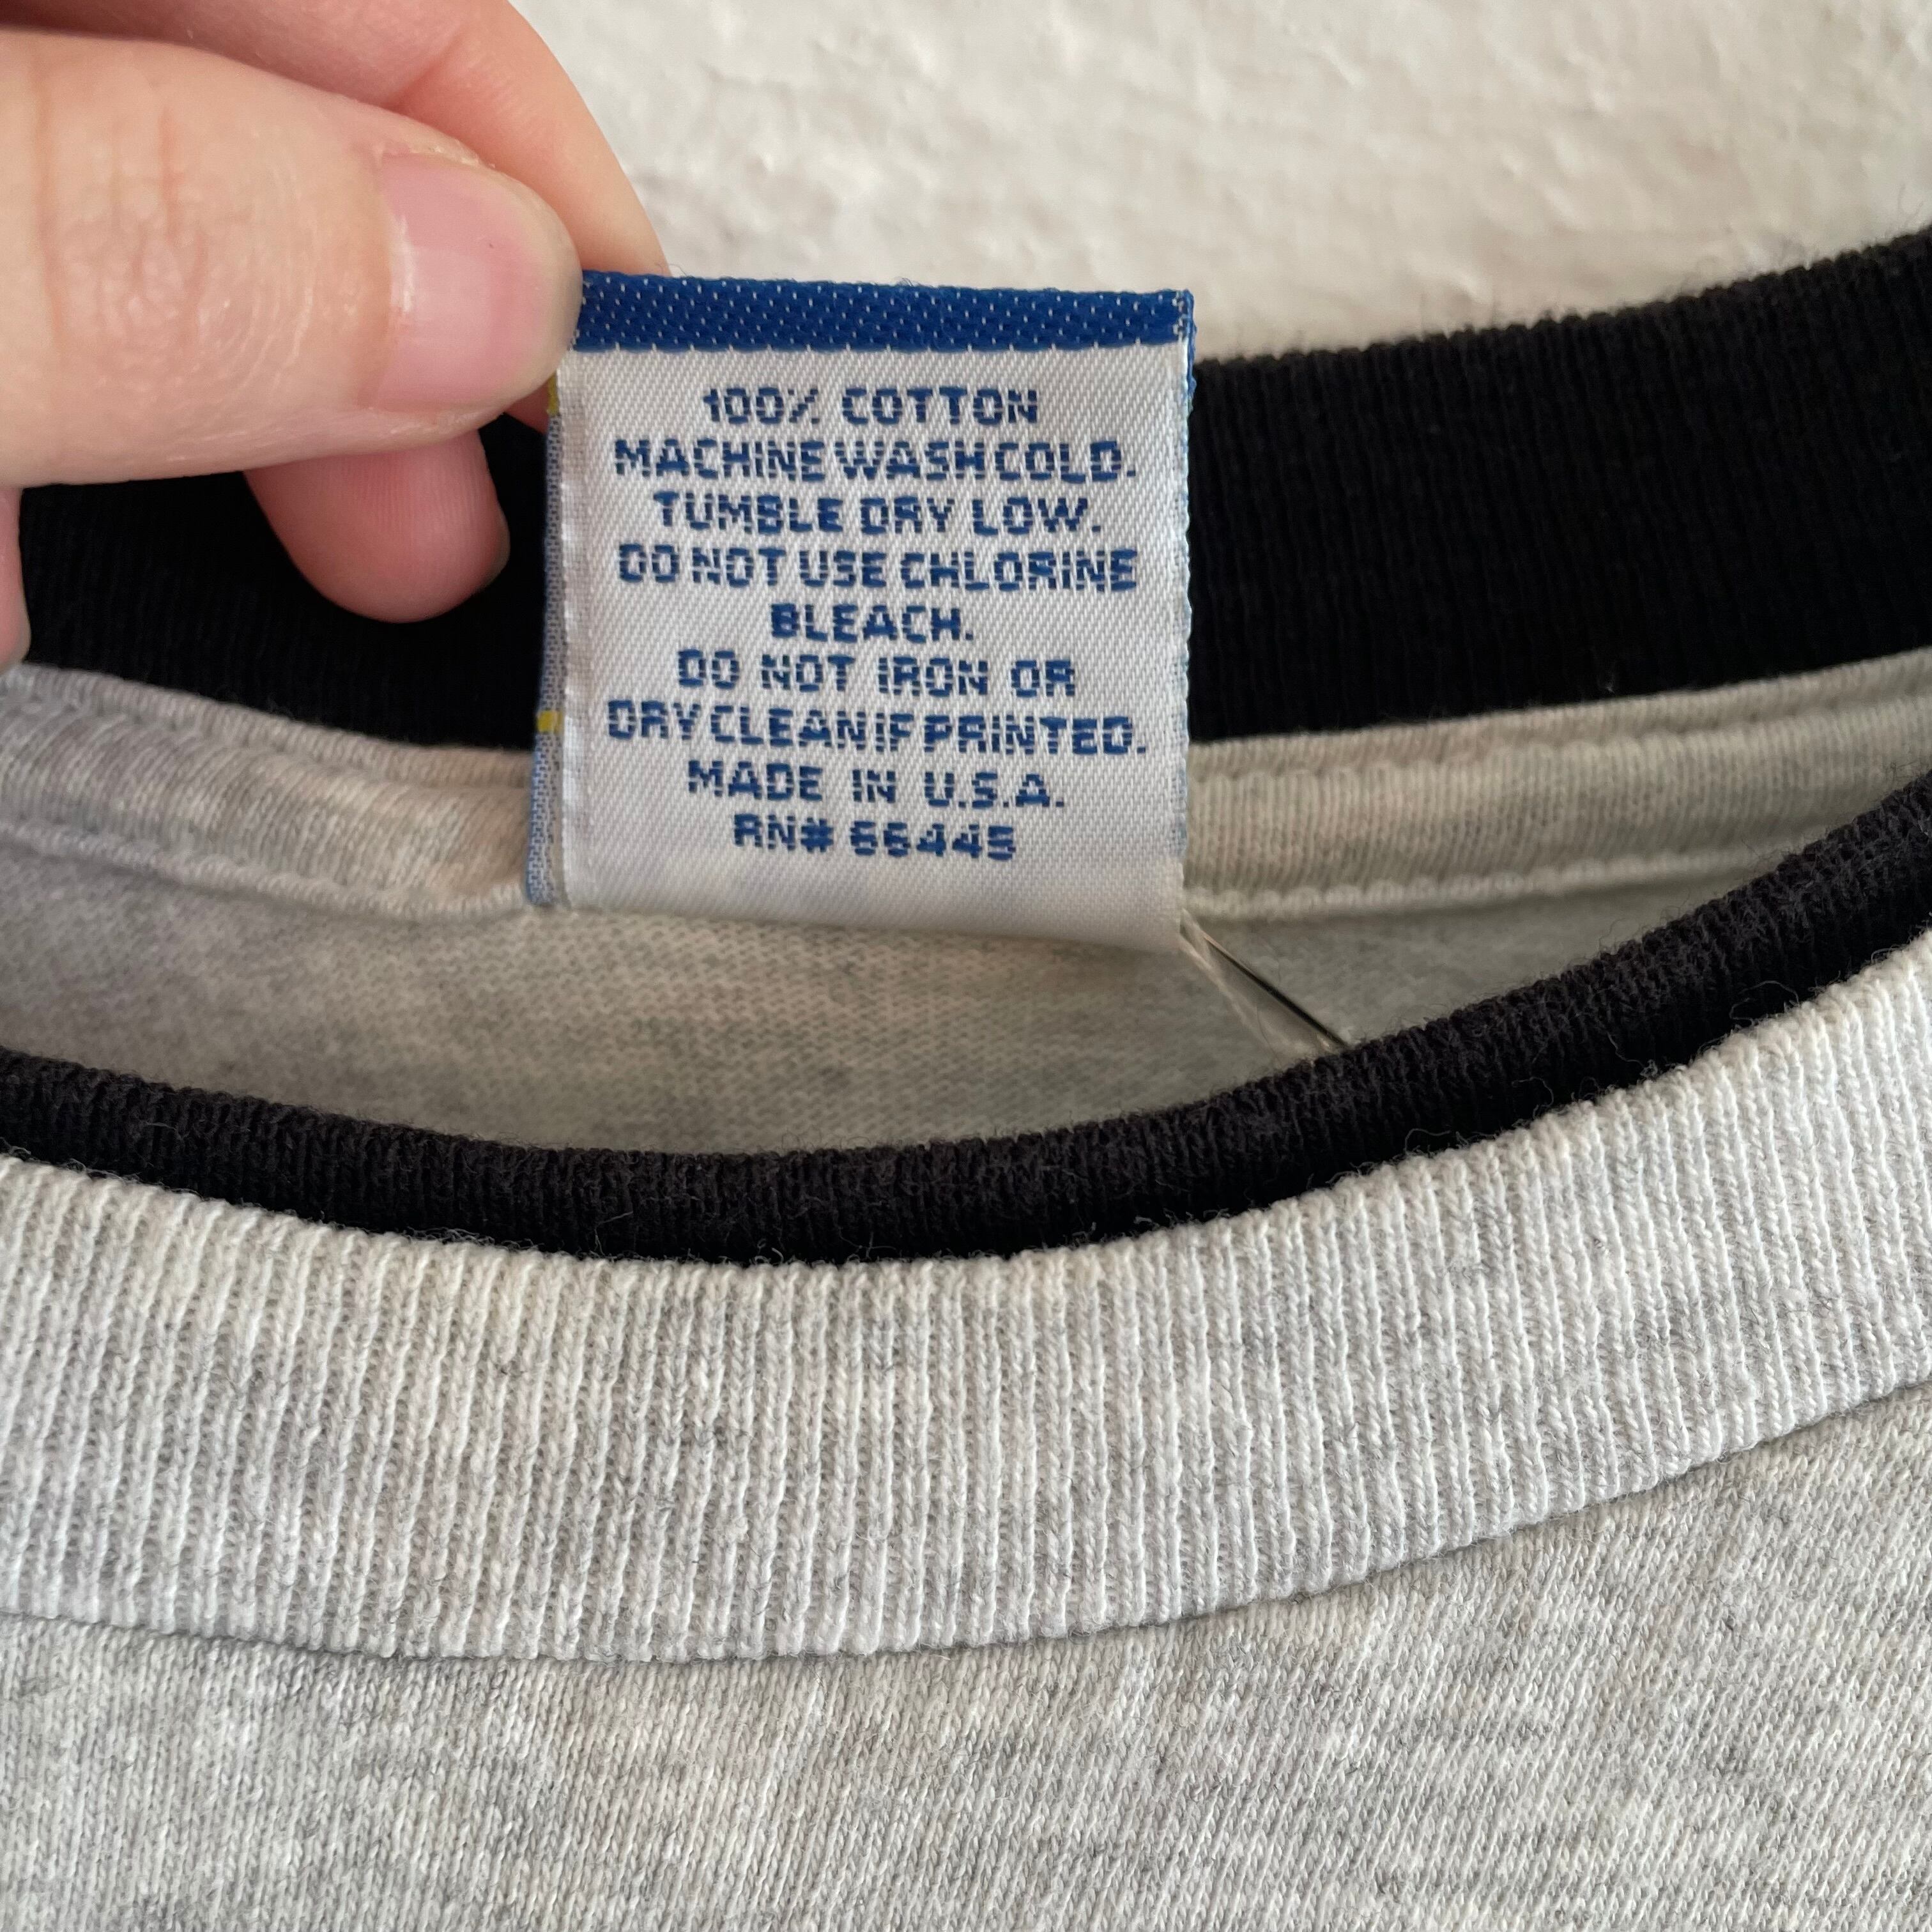 100% COTTON
MACHINE WASH COLD.
TUMBLE DRY LOW.
DO NOT USE CHLORINE
BLEACH.
DO NOT IRON OR
DRY CLEAN IF PRINTED.
MADE IN U.S.A.
RN# 66445